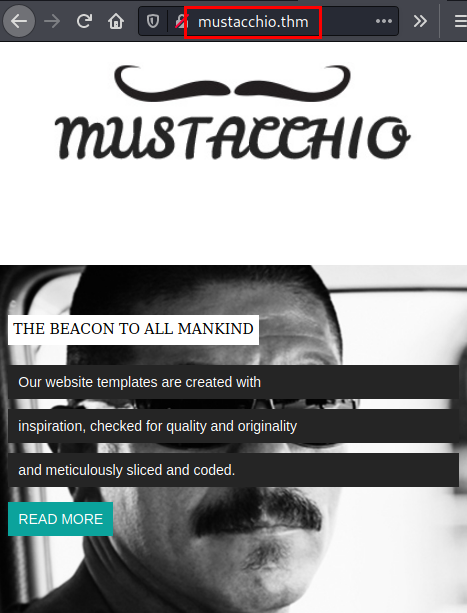 mustacchio.thm
MUSTACCHIO
THE BEACON TO ALL MANKIND
Our website templates are created with
inspiration, checked for quality and originality
and meticulously sliced and coded.
READ MORE